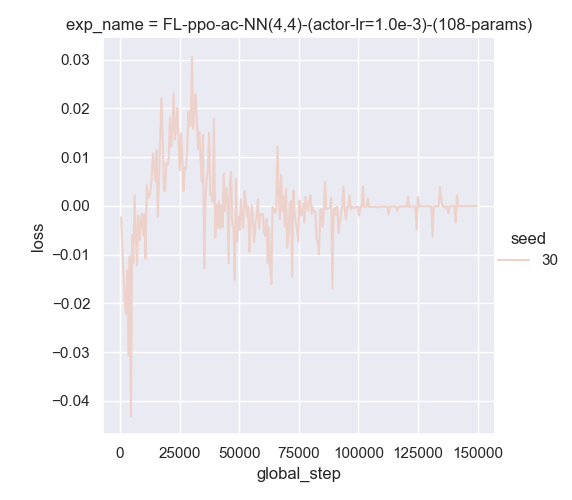 exp_name = FL-ppo-ac-NN(4,4)-(actor-lr=1.0e-3)-(108-params)
0.03
0.02
0.01
0.00
−0.01
−0.02
−0.03
−0.04
loss
0 25000 50000 75000 100000 125000 150000
global_step
seed
30